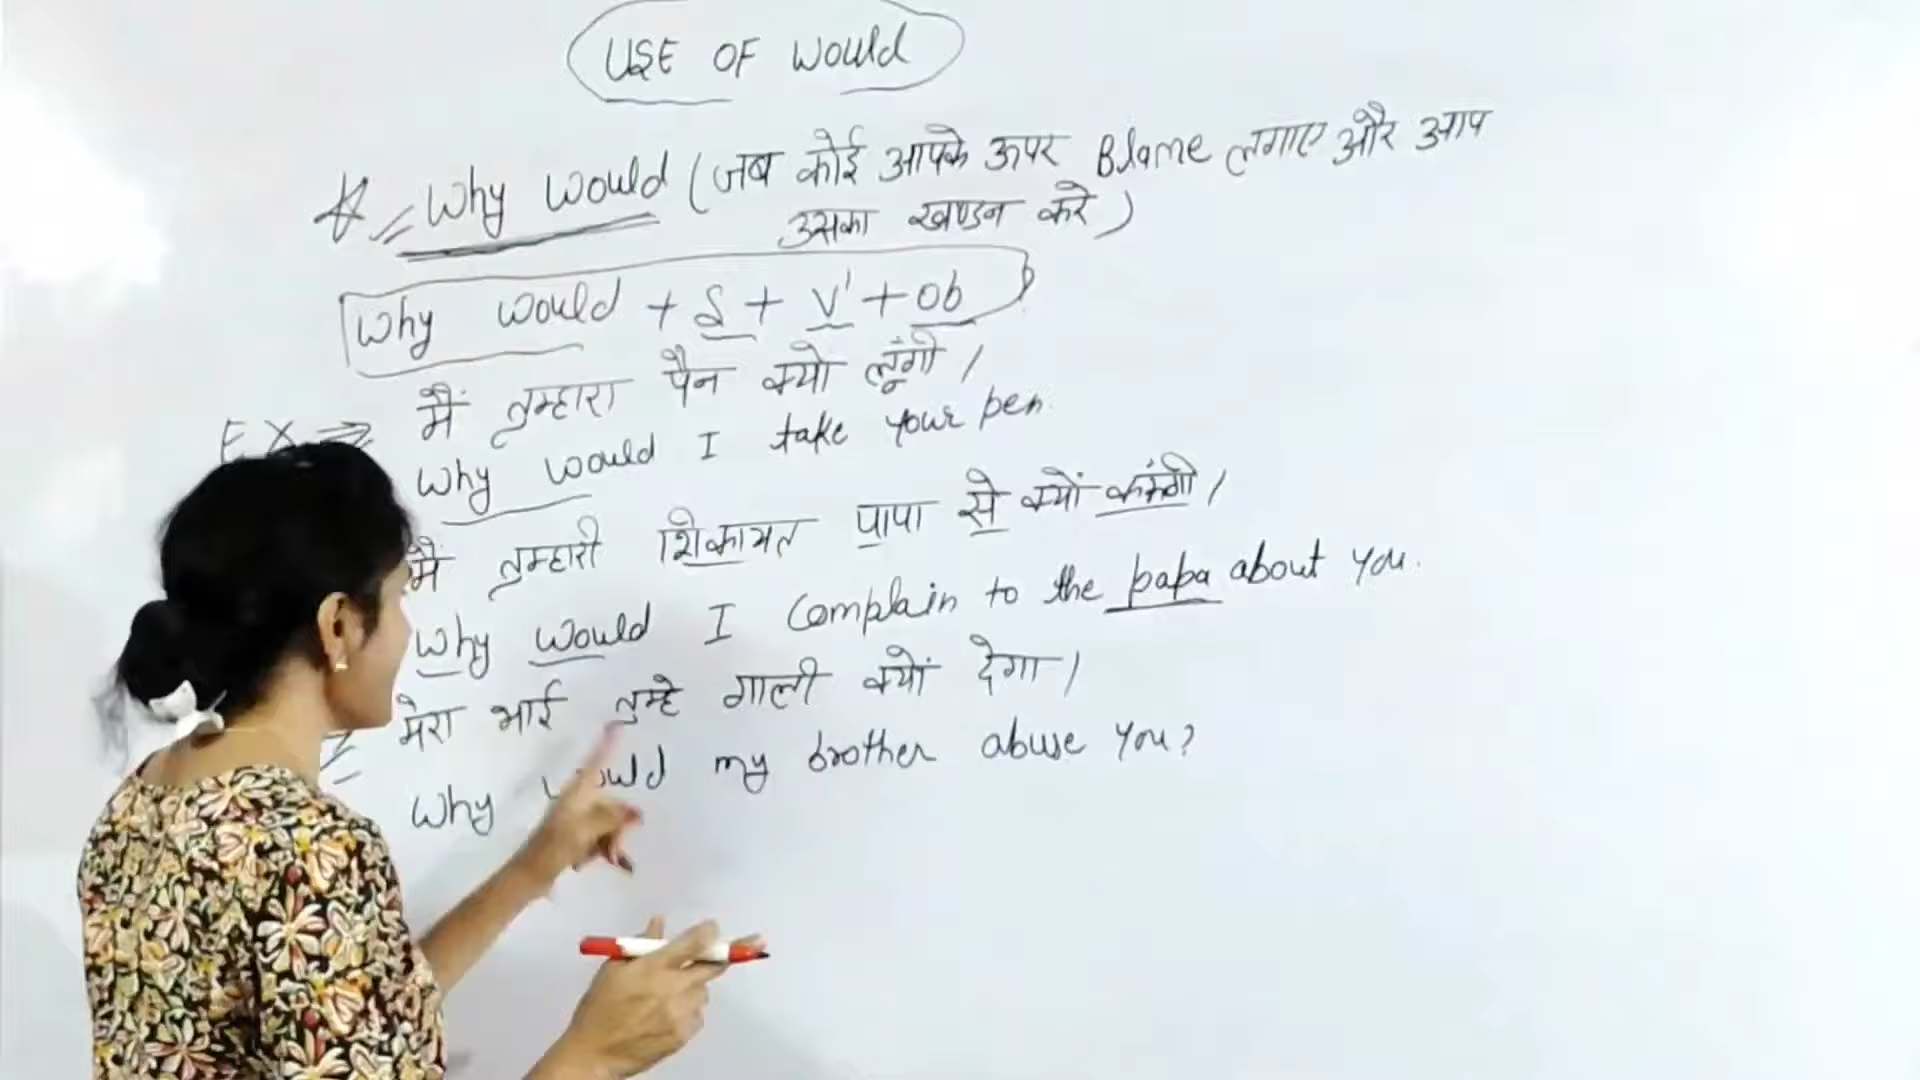 USE OF Would
Why would (जब कोई आपके ऊपर Blame लगाए और आप
उसका खण्डन करे)
Why would + S + V¹ + ob
Ex ⇒ मैं तुम्हारा पैन क्यो लूंगी।
Why would I take your pen.
मैं तुम्हारी शिकायत पापा से क्यों करूंगी।
Why would I Complain to the papa about you.
मेरा भाई तुम्हे गाली क्यों देगा।
Why would my brother abuse you?